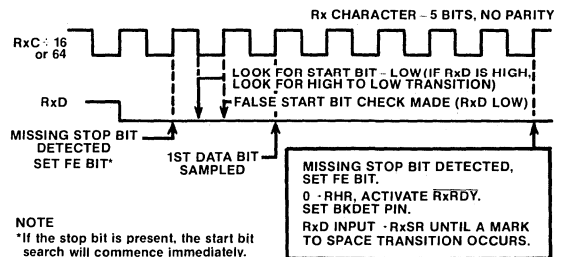 Rx CHARACTER – 5 BITS, NO PARITY
RxC ÷ 16
or 64
LOOK FOR START BIT – LOW (IF RxD IS HIGH,
LOOK FOR HIGH TO LOW TRANSITION)
RxD
FALSE START BIT CHECK MADE (RxD LOW)
MISSING STOP BIT
DETECTED
SET FE BIT*
1ST DATA BIT
SAMPLED
MISSING STOP BIT DETECTED,
SET FE BIT.
0 - RHR, ACTIVATE RxRDY.
SET BKDET PIN.
RxD INPUT - RxSR UNTIL A MARK
TO SPACE TRANSITION OCCURS.
NOTE
*If the stop bit is present, the start bit
search will commence immediately.